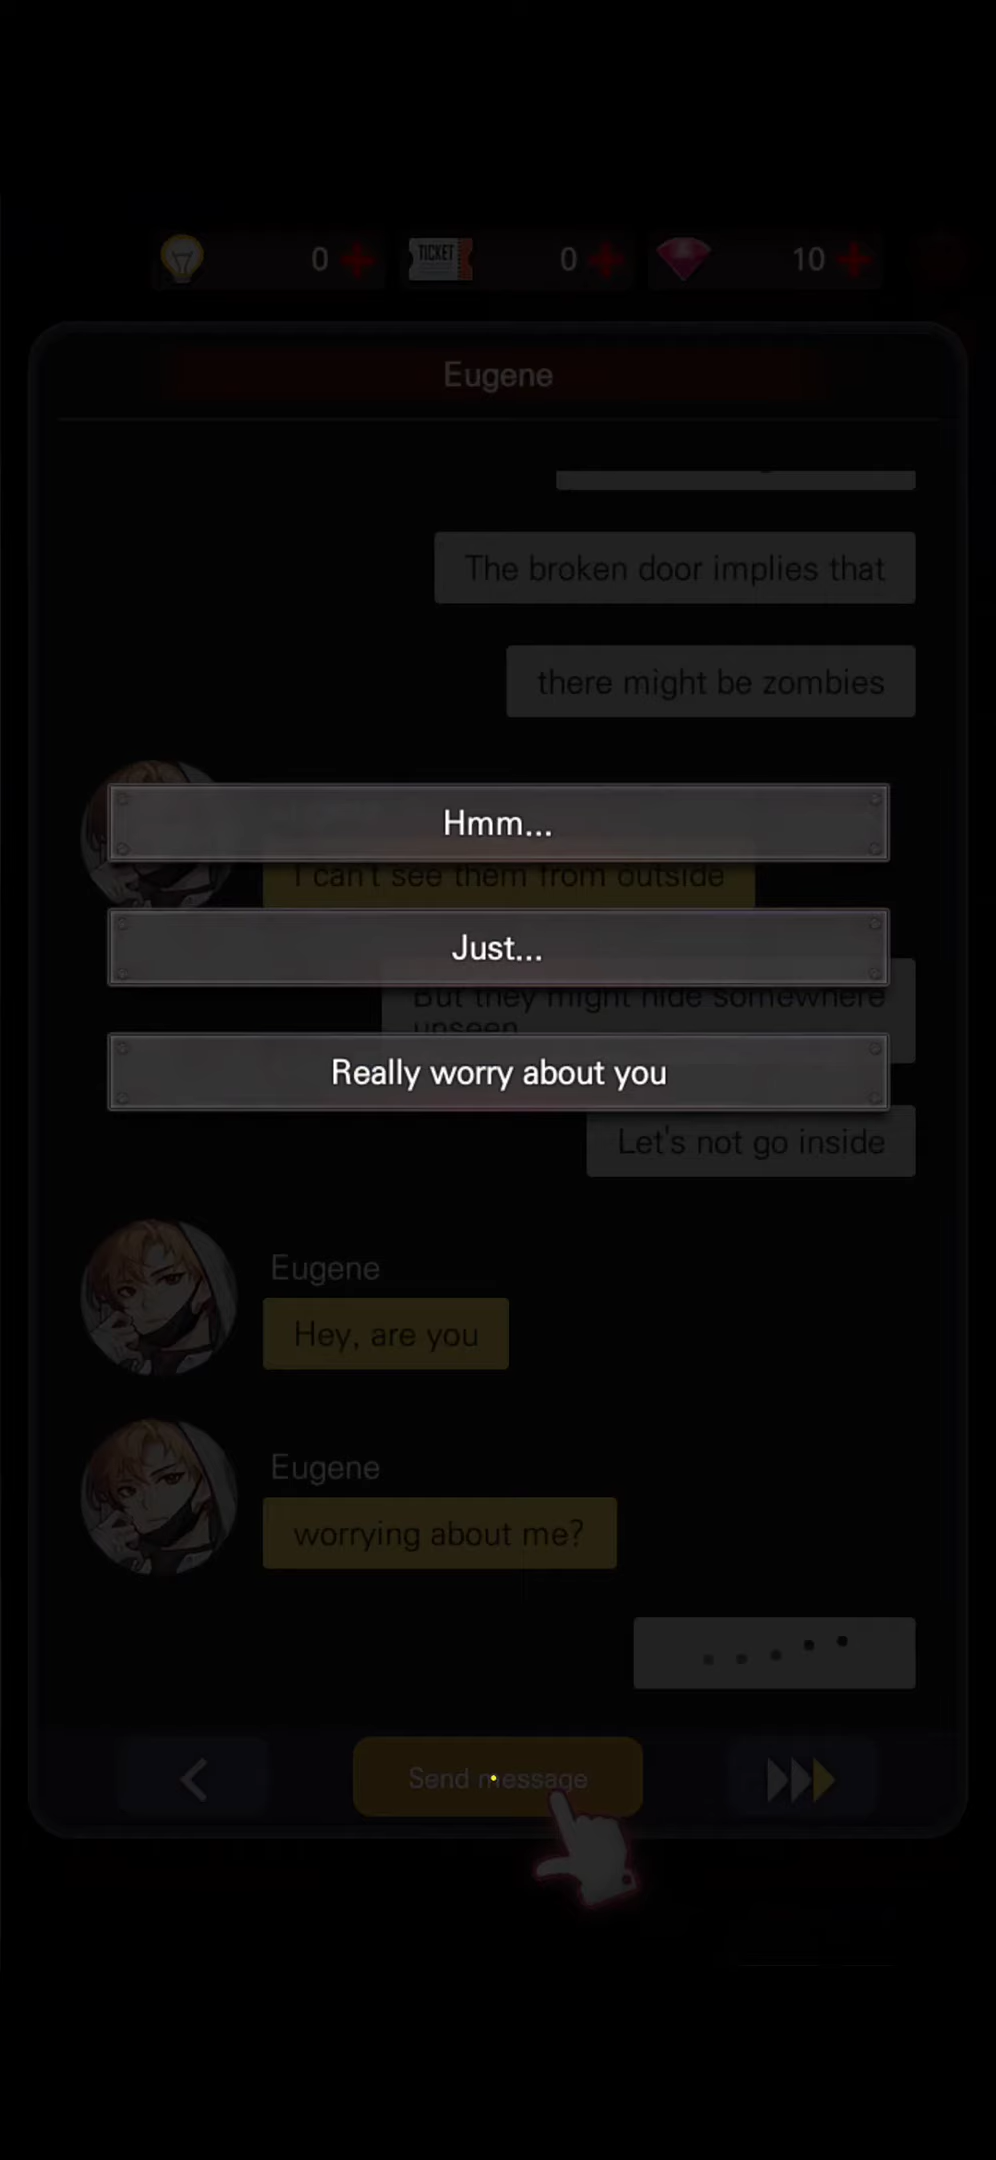 0
TICKET
0
10
Eugene
The broken door implies that
there might be zombies
Hmm...
I can't see them from outside
Just...
But they might hide somewhere
unseen
Really worry about you
Let's not go inside
Eugene
Hey, are you
Eugene
worrying about me?
Send message